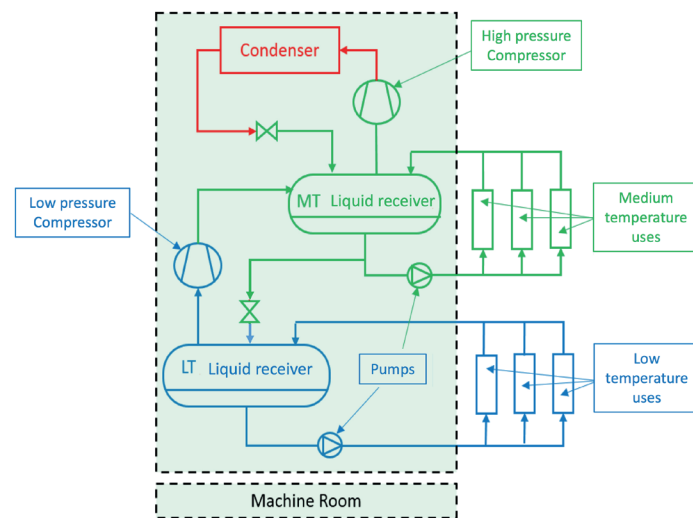 Condenser
High pressure
Compressor
MT Liquid receiver
Low pressure
Compressor
Medium
temperature
uses
LT Liquid receiver
Pumps
Low
temperature
uses
Machine Room